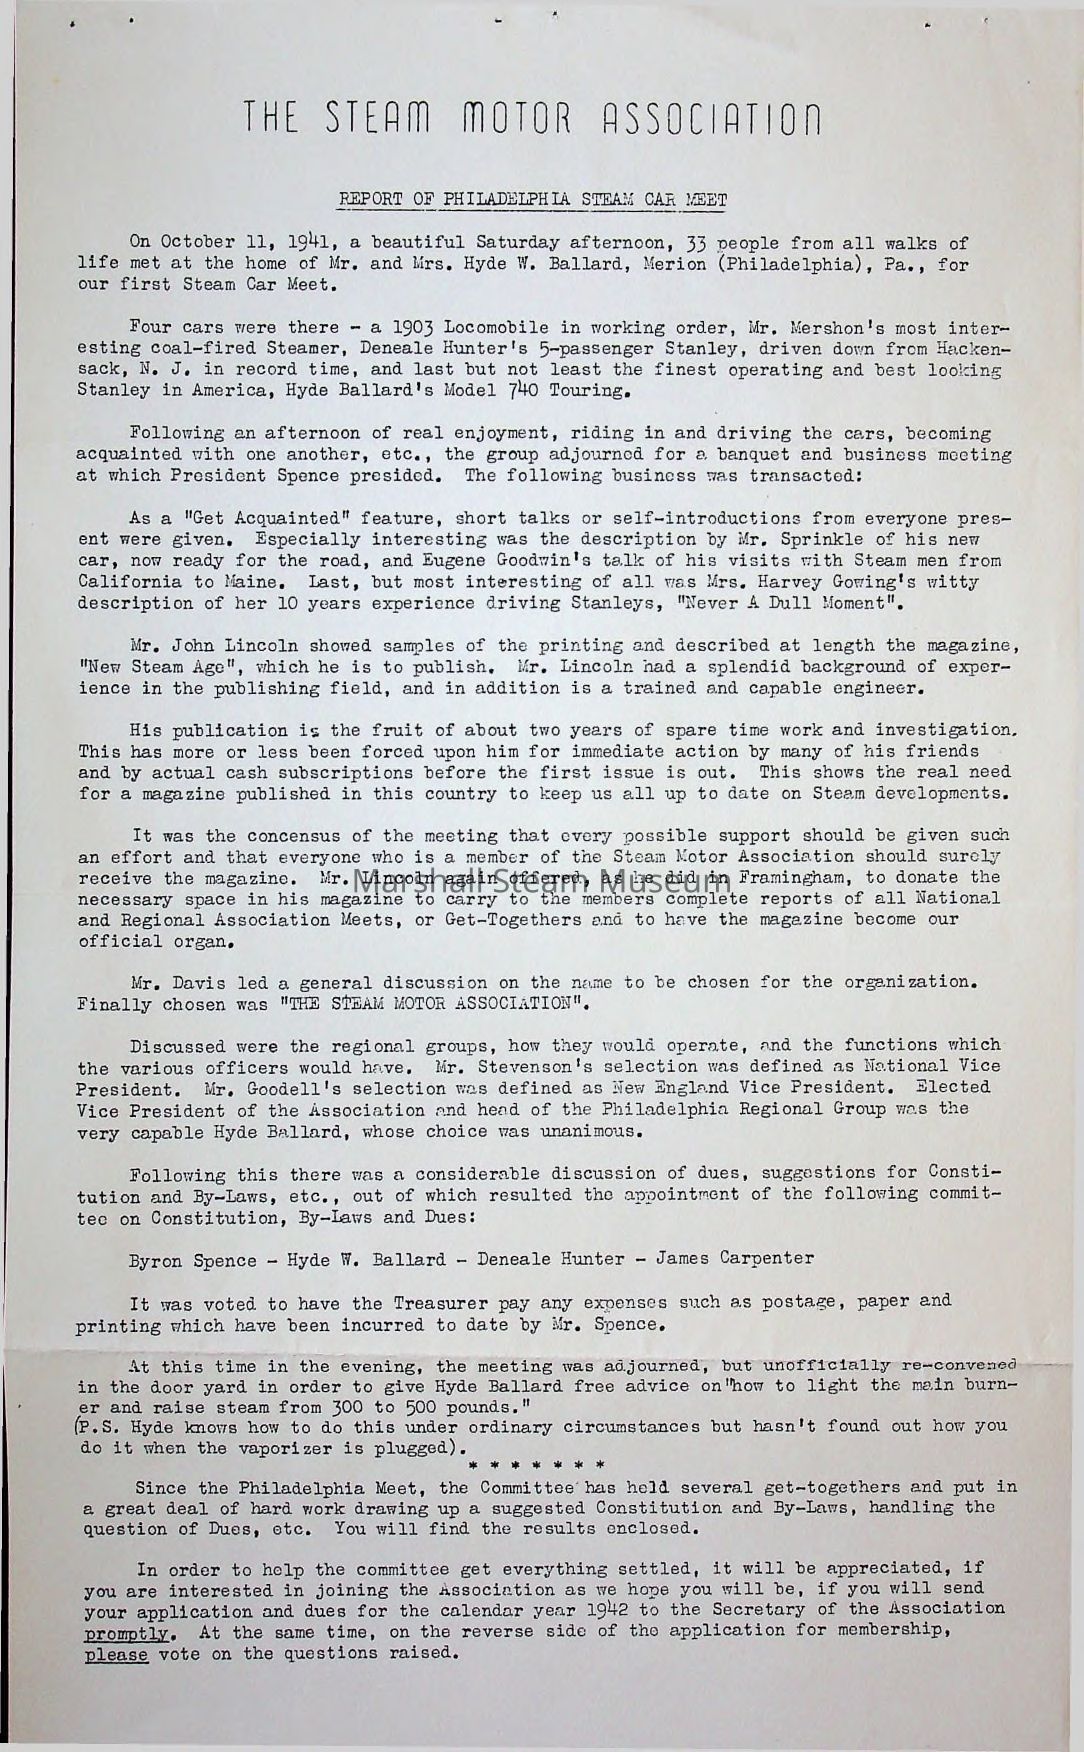 THE STEAM MOTOR ASSOCIATION
REPORT OF PHILADELPHIA STEAM CAR MEET
On October 11, 1941, a beautiful Saturday afternoon, 33 people from all walks of
life met at the home of Mr. and Mrs. Hyde W. Ballard, Merion (Philadelphia), Pa., for
our first Steam Car Meet.
Four cars were there - a 1903 Locomobile in working order, Mr. Mershon's most inter-
esting coal-fired Steamer, Deneale Hunter's 5-passenger Stanley, driven down from Hacken-
sack, N. J. in record time, and last but not least the finest operating and best looking
Stanley in America, Hyde Ballard's Model 740 Touring.
Following an afternoon of real enjoyment, riding in and driving the cars, becoming
acquainted with one another, etc., the group adjourned for a banquet and business meeting
at which President Spence presided. The following business was transacted:
As a "Get Acquainted" feature, short talks or self-introductions from everyone pres-
ent were given. Especially interesting was the description by Mr. Sprinkle of his new
car, now ready for the road, and Eugene Goodwin's talk of his visits with Steam men from
California to Maine. Last, but most interesting of all was Mrs. Harvey Gowing's witty
description of her 10 years experience driving Stanleys, "Never A Dull Moment".
Mr. John Lincoln showed samples of the printing and described at length the magazine,
"New Steam Age", which he is to publish. Mr. Lincoln had a splendid background of exper-
ience in the publishing field, and in addition is a trained and capable engineer.
His publication is the fruit of about two years of spare time work and investigation.
This has more or less been forced upon him for immediate action by many of his friends
and by actual cash subscriptions before the first issue is out. This shows the real need
for a magazine published in this country to keep us all up to date on Steam developments.
It was the concensus of the meeting that every possible support should be given such
an effort and that everyone who is a member of the Steam Motor Association should surely
receive the magazine. Mr. Lincoln again offered, as he did in Framingham, to donate the
Marshall Steam Museum
necessary space in his magazine to carry to the members complete reports of all National
and Regional Association Meets, or Get-Togethers and to have the magazine become our
official organ.
Mr. Davis led a general discussion on the name to be chosen for the organization.
Finally chosen was "THE STEAM MOTOR ASSOCIATION".
Discussed were the regional groups, how they would operate, and the functions which
the various officers would have. Mr. Stevenson's selection was defined as National Vice
President. Mr. Goodell's selection was defined as New England Vice President. Elected
Vice President of the Association and head of the Philadelphia Regional Group was the
very capable Hyde Ballard, whose choice was unanimous.
Following this there was a considerable discussion of dues, suggestions for Consti-
tution and By-Laws, etc., out of which resulted the appointment of the following commit-
tee on Constitution, By-Laws and Dues:
Byron Spence - Hyde W. Ballard - Deneale Hunter - James Carpenter
It was voted to have the Treasurer pay any expenses such as postage, paper and
printing which have been incurred to date by Mr. Spence.
At this time in the evening, the meeting was adjourned, but unofficially re-convened
in the door yard in order to give Hyde Ballard free advice on "how to light the main burn-
er and raise steam from 300 to 500 pounds."
(P.S. Hyde knows how to do this under ordinary circumstances but hasn't found out how you
do it when the vaporizer is plugged).
* * * * * * *
Since the Philadelphia Meet, the Committee has held several get-togethers and put in
a great deal of hard work drawing up a suggested Constitution and By-Laws, handling the
question of Dues, etc. You will find the results enclosed.
In order to help the committee get everything settled, it will be appreciated, if
you are interested in joining the Association as we hope you will be, if you will send
your application and dues for the calendar year 1942 to the Secretary of the Association
promptly. At the same time, on the reverse side of the application for membership,
please vote on the questions raised.